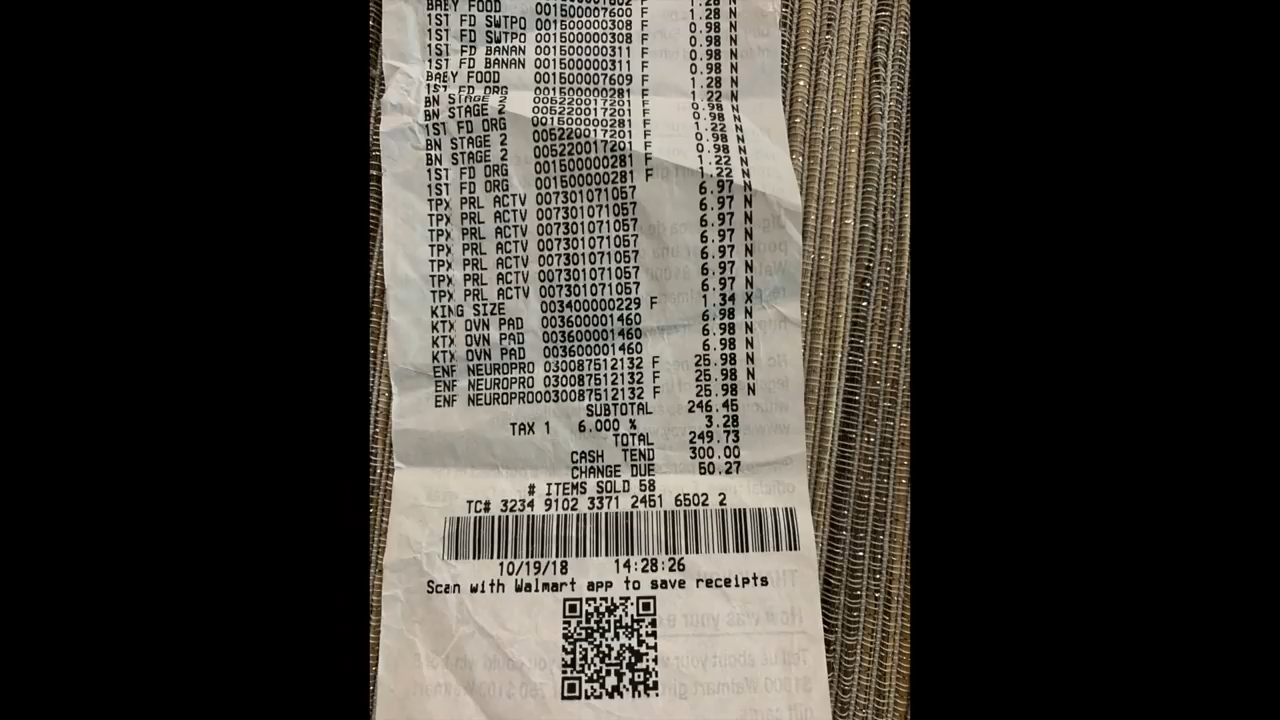 BABY FOOD 001500007600 F 1.28 N
1ST FD SWTPO 001500000308 F 0.98 N
1ST FD SWTPO 001500000308 F 0.98 N
1ST FD BANAN 001500000311 F 0.98 N
1ST FD BANAN 001500000311 F 0.98 N
BABY FOOD 001500007609 F 1.28 N
1ST FD ORG 001500000281 F 1.22 N
BN STAGE 2 005220017201 F 0.98 N
BN STAGE 2 005220017201 F 0.98 N
1ST FD ORG 001500000281 F 1.22 N
BN STAGE 2 005220017201 F 0.98 N
BN STAGE 2 005220017201 F 0.98 N
1ST FD ORG 001500000281 F 1.22 N
1ST FD ORG 001500000281 F 1.22 N
TPX PRL ACTV 007301071057 6.97 N
TPX PRL ACTV 007301071057 6.97 N
TPX PRL ACTV 007301071057 6.97 N
TPX PRL ACTV 007301071057 6.97 N
TPX PRL ACTV 007301071057 6.97 N
TPX PRL ACTV 007301071057 6.97 N
TPX PRL ACTV 007301071057 6.97 N
KING SIZE 003400000229 F 1.34 X
KTX OVN PAD 003600001460 6.98 N
KTX OVN PAD 003600001460 6.98 N
KTX OVN PAD 003600001460 6.98 N
ENF NEUROPRO 030087512132 F 25.98 N
ENF NEUROPRO 030087512132 F 25.98 N
ENF NEUROPRO0030087512132 F 25.98 N
SUBTOTAL 246.45
TAX 1 6.000 % 3.28
TOTAL 249.73
CASH TEND 300.00
CHANGE DUE 50.27
# ITEMS SOLD 58
TC# 3234 9102 3371 2451 6502 2
10/19/18 14:28:26
Scan with Walmart app to save receipts